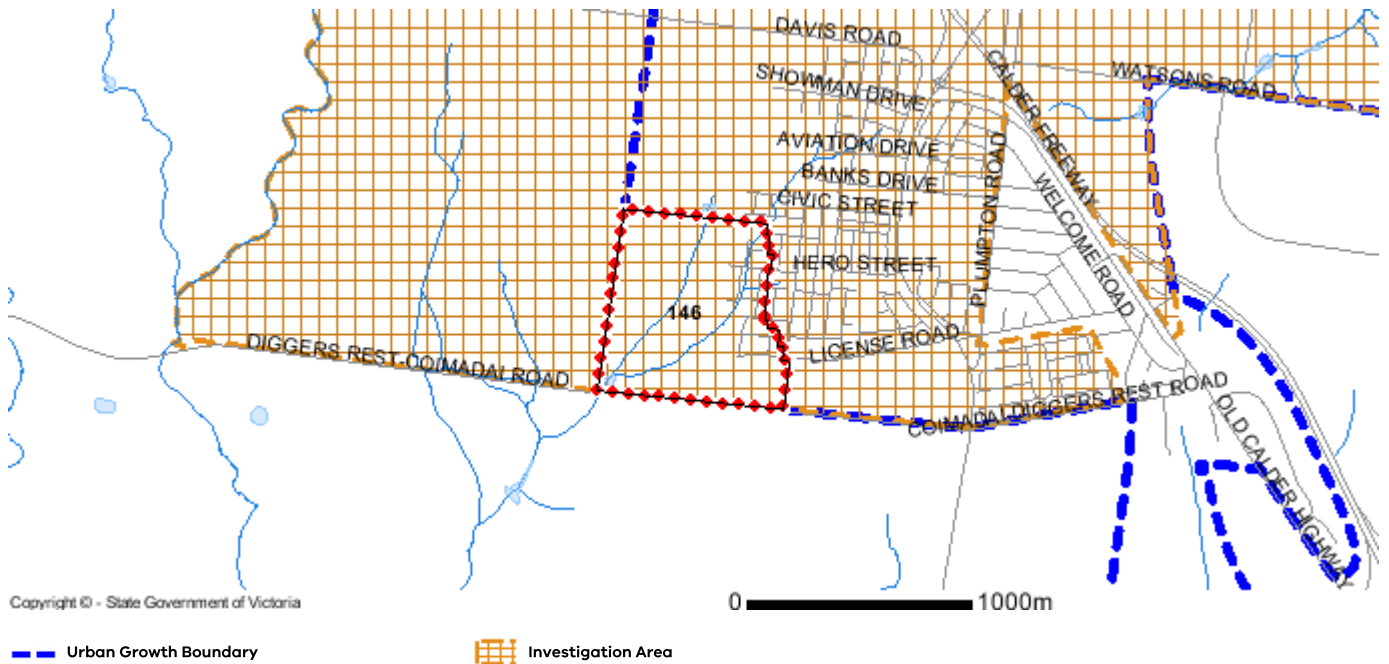 DAVIS ROAD
CALDER FREEWAY
WATSONS ROAD
SHOWMAN DRIVE
AVIATION DRIVE
PLUMPTON ROAD
BANKS DRIVE
WELCOME ROAD
CIVIC STREET
HERO STREET
146
LICENSE ROAD
DIGGERS REST-COIMADAI ROAD
COIMADAI DIGGERS REST ROAD
OLD CALDER HIGHWAY
Copyright © - State Government of Victoria
0 1000m
Urban Growth Boundary Investigation Area